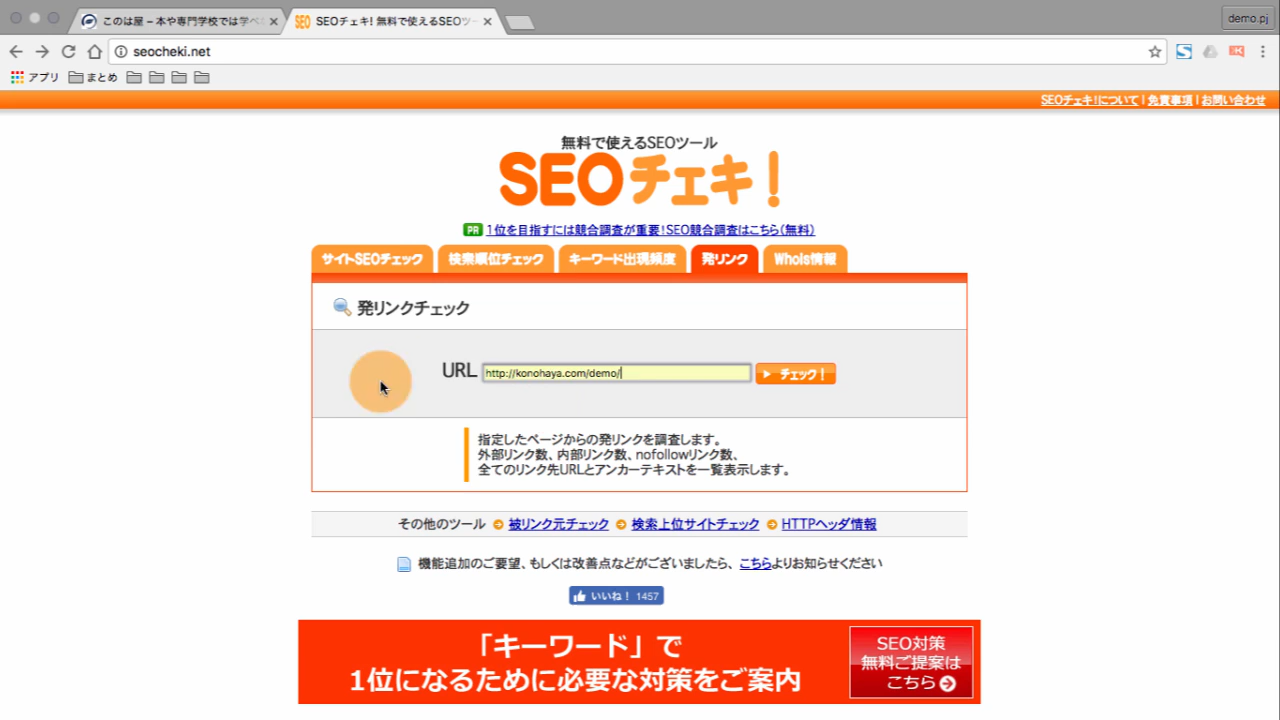 このは屋 – 本や専門学校では学べ
SEOチェキ! 無料で使えるSEOツー
demo.pj
seocheki.net
アプリ
まとめ
SEOチェキ!について | 免責事項 | お問い合わせ
無料で使えるSEOツール
SEOチェキ!
PR 1位を目指すには競合調査が重要!SEO競合調査はこちら(無料)
サイトSEOチェック
検索順位チェック
キーワード出現頻度
発リンク
WhoIs情報
発リンクチェック
URL http://konohaya.com/demo/
チェック!
指定したページからの発リンクを調査します。
外部リンク数、内部リンク数、nofollowリンク数、
全てのリンク先URLとアンカーテキストを一覧表示します。
その他のツール 被リンク元チェック 検索上位サイトチェック HTTPヘッダ情報
機能追加のご要望、もしくは改善点などがございましたら、こちらよりお知らせください
いいね! 1457
「キーワード」で
1位になるために必要な対策をご案内
SEO対策
無料ご提案は
こちら